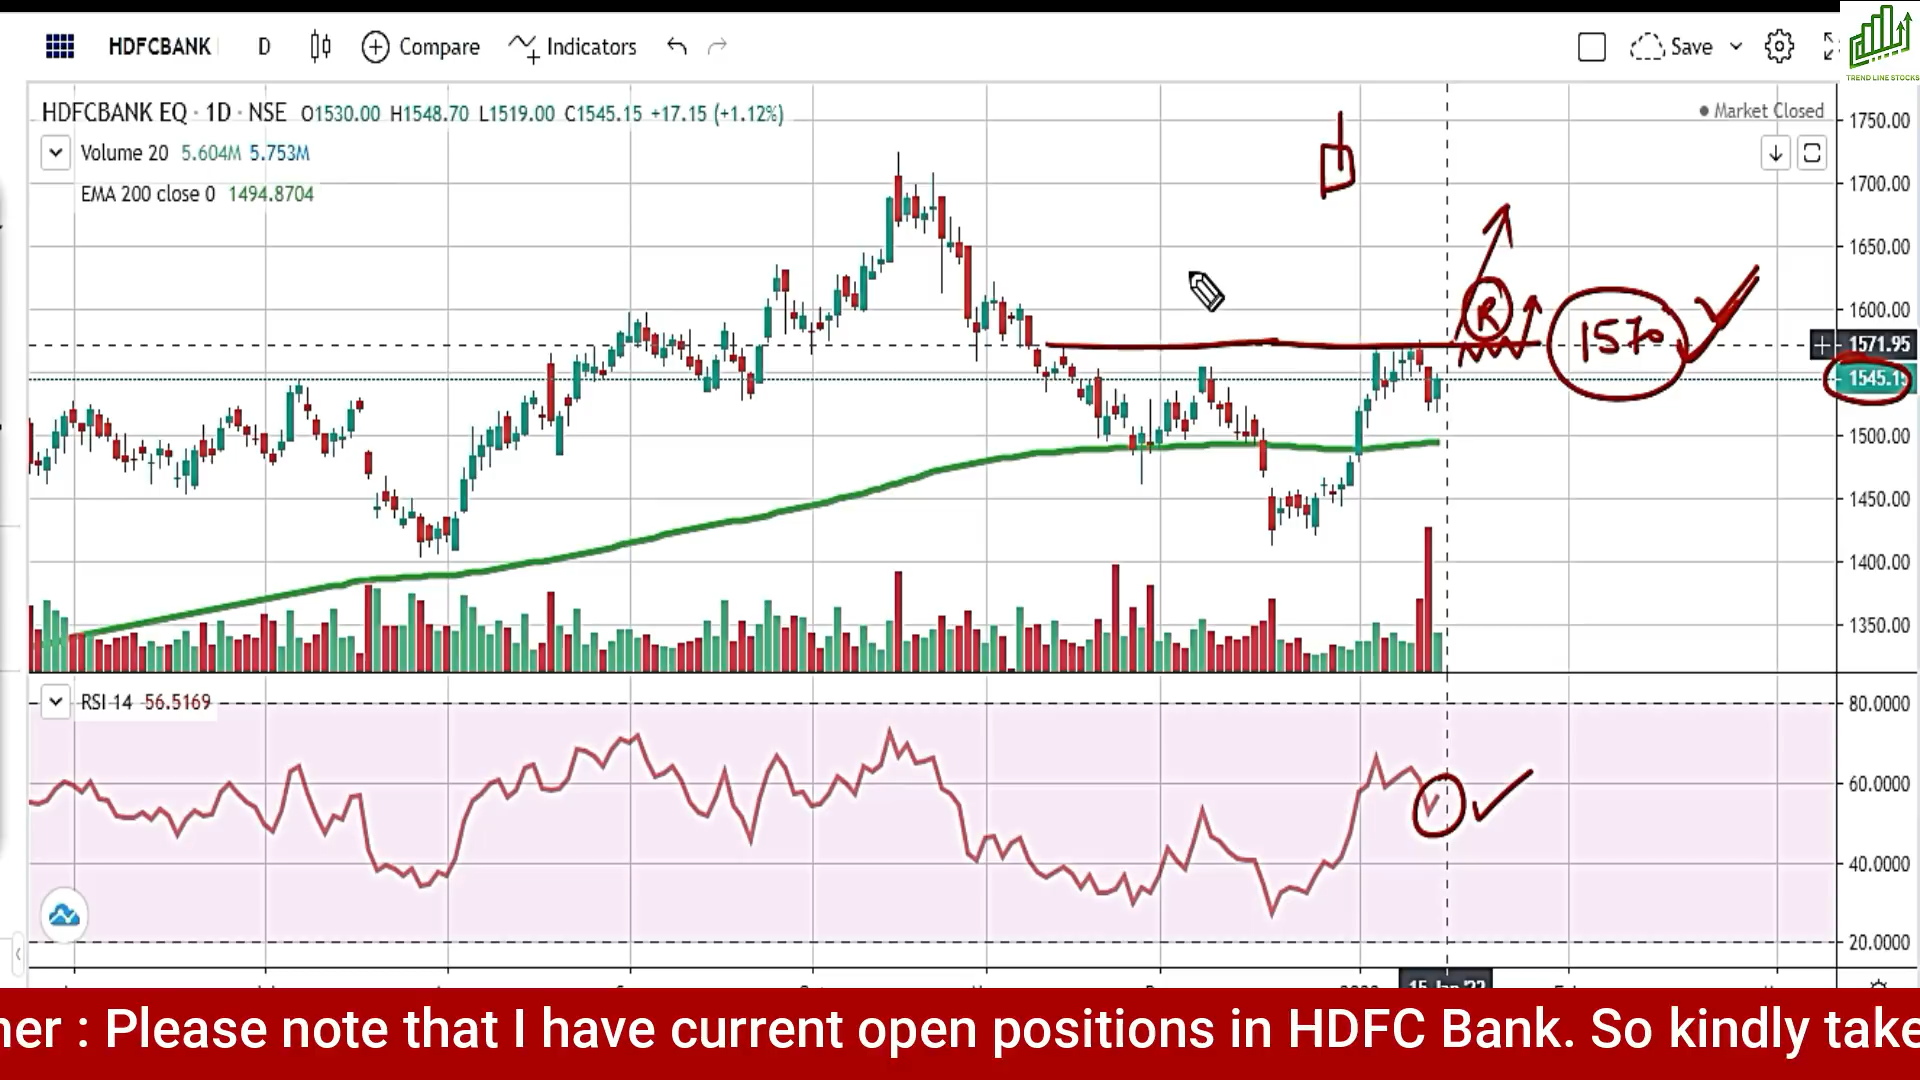 HDFCBANK D Compare Indicators Save
TREND LINE STOCKS
HDFCBANK EQ · 1D · NSE O1530.00 H1548.70 L1519.00 C1545.15 +17.15 (+1.12%)
Market Closed
Volume 20 5.604M 5.753M
EMA 200 close 0 1494.8704
1750.00
1700.00
1650.00
1600.00
R
1570
1571.95
1545.15
1500.00
1450.00
1400.00
1350.00
RSI 14 56.5169
80.0000
60.0000
40.0000
20.0000
ner : Please note that I have current open positions in HDFC Bank. So kindly take